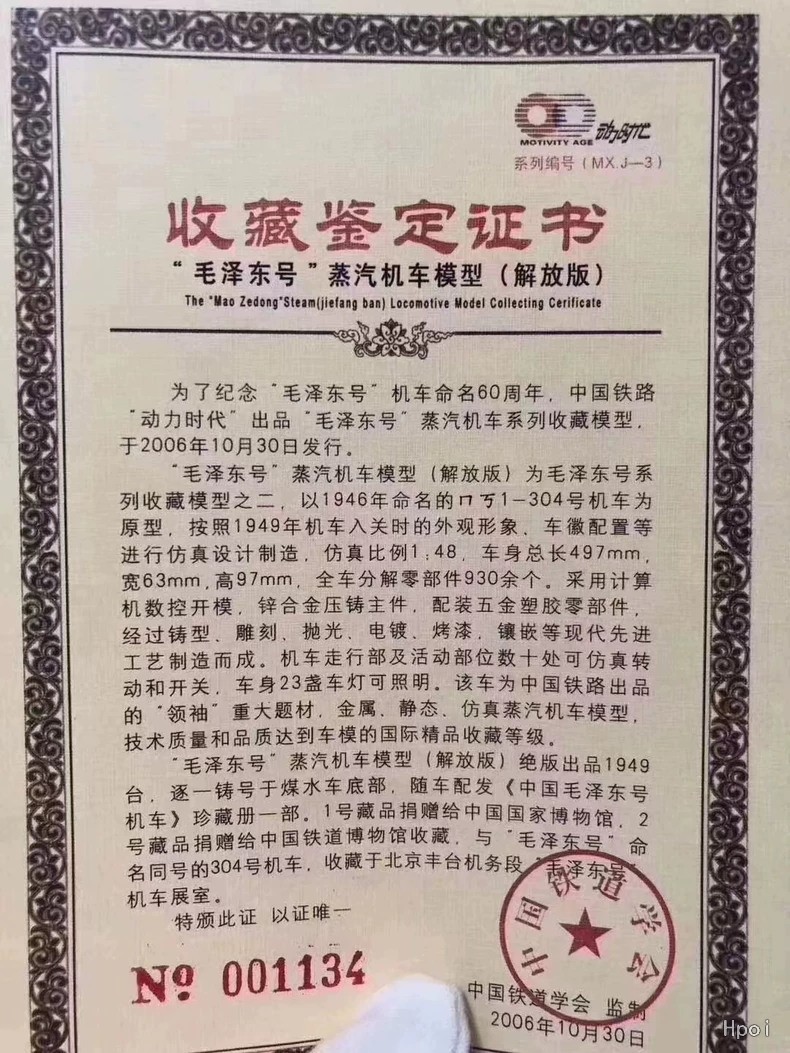 动力时代
MOTIVITY AGE
系列编号（MX.J—3）
收藏鉴定证书
“毛泽东号”蒸汽机车模型（解放版）
The "Mao Zedong"Steam(jiefang ban) Locomotive Model Collecting Cerificate
为了纪念“毛泽东号”机车命名60周年，中国铁路
“动力时代”出品“毛泽东号”蒸汽机车系列收藏模型，
于2006年10月30日发行。
“毛泽东号”蒸汽机车模型（解放版）为毛泽东号系
列收藏模型之二，以1946年命名的ㄇㄎ1—304号机车为
原型，按照1949年机车入关时的外观形象、车徽配置等
进行仿真设计制造，仿真比例1:48，车身总长497mm，
宽63mm，高97mm，全车分解零部件930余个。采用计算
机数控开模，锌合金压铸主件，配装五金塑胶零部件，
经过铸型、雕刻、抛光、电镀、烤漆，镶嵌等现代先进
工艺制造而成。机车走行部及活动部位数十处可仿真转
动和开关，车身23盏车灯可照明。该车为中国铁路出品
的“领袖”重大题材，金属、静态、仿真蒸汽机车模型，
技术质量和品质达到车模的国际精品收藏等级。
“毛泽东号”蒸汽机车模型（解放版）绝版出品1949
台，逐一铸号于煤水车底部，随车配发《中国毛泽东号
机车》珍藏册一部。1号藏品捐赠给中国国家博物馆，2
号藏品捐赠给中国铁道博物馆收藏，与“毛泽东号”命
名同号的304号机车，收藏于北京丰台机务段“毛泽东号”
机车展室。
特颁此证 以证唯一
中国铁道学会
No 001134
中国铁道学会 监制
2006年10月30日
Hpoi